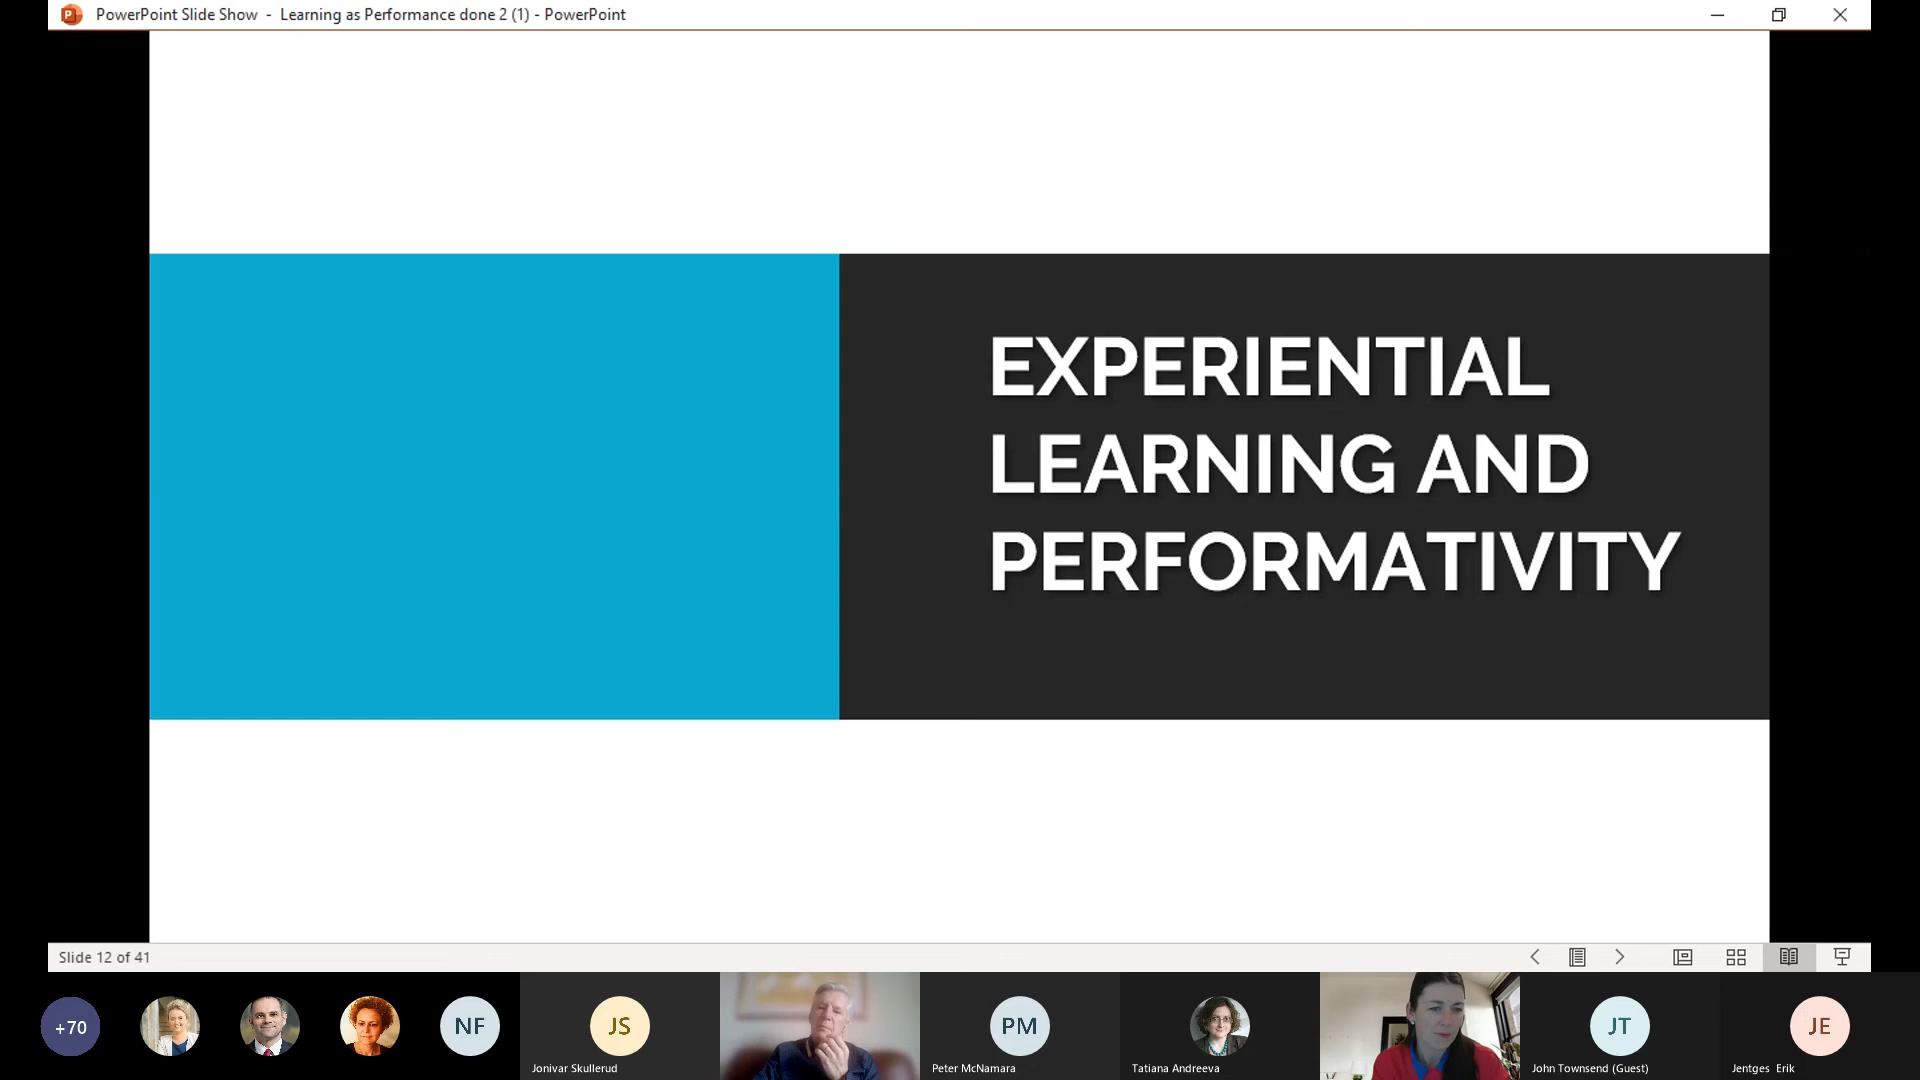 PowerPoint Slide Show - Learning as Performance done 2 (1) - PowerPoint
EXPERIENTIAL
LEARNING AND
PERFORMATIVITY
Slide 12 of 41
+70
NF
JS
Jonivar Skullerud
PM
Peter McNamara
Tatiana Andreeva
JT
John Townsend (Guest)
JE
Jentges Erik